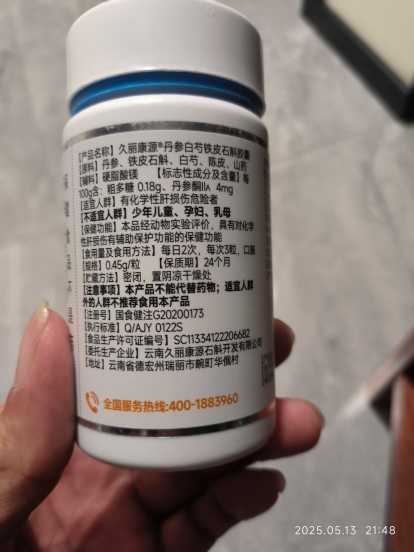 【产品名称】久丽康源®丹参白芍铁皮石斛胶囊
【原料】丹参、铁皮石斛、白芍、陈皮、山药
【辅料】硬脂酸镁 【标志性成分及含量】每
100g含：粗多糖 0.18g、丹参酮IIA 4mg
【适宜人群】有化学性肝损伤危险者
【不适宜人群】少年儿童、孕妇、乳母
【保健功能】本品经动物实验评价，具有对化
学性肝损伤有辅助保护功能的保健功能
【食用量及食用方法】每日2次，每次3粒，口服
【规格】0.45g/粒 【保质期】24个月
【贮藏方法】密闭，置阴凉干燥处
【注意事项】本产品不能代替药物；适宜人群
外的人群不推荐食用本产品
【注册号】国食健注G20200173
【执行标准】Q/AJY 0122S
【食品生产许可证编号】SC11334122206682
【委托生产企业】云南久丽康源石斛开发有限公司
【地址】云南省德宏州瑞丽市畹町华俄村
全国服务热线:400-1883960
2025.05.13 21:48